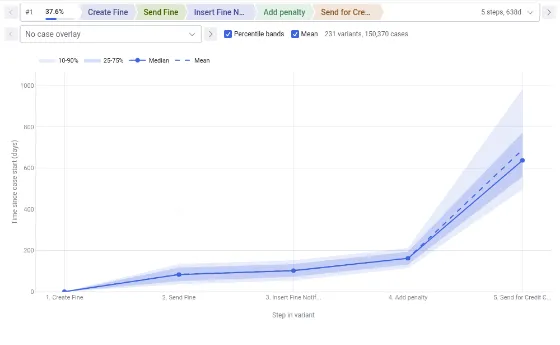 #1 37.6% Create Fine Send Fine Insert Fine N... Add penalty Send for Cre... 5 steps, 638d
No case overlay Percentile bands Mean 231 variants, 150,370 cases
10-90% 25-75% Median Mean
1000
800
600
400
200
0
Time since case start (days)
1. Create Fine 2. Send Fine 3. Insert Fine Notif... 4. Add penalty 5. Send for Credit C...
Step in variant